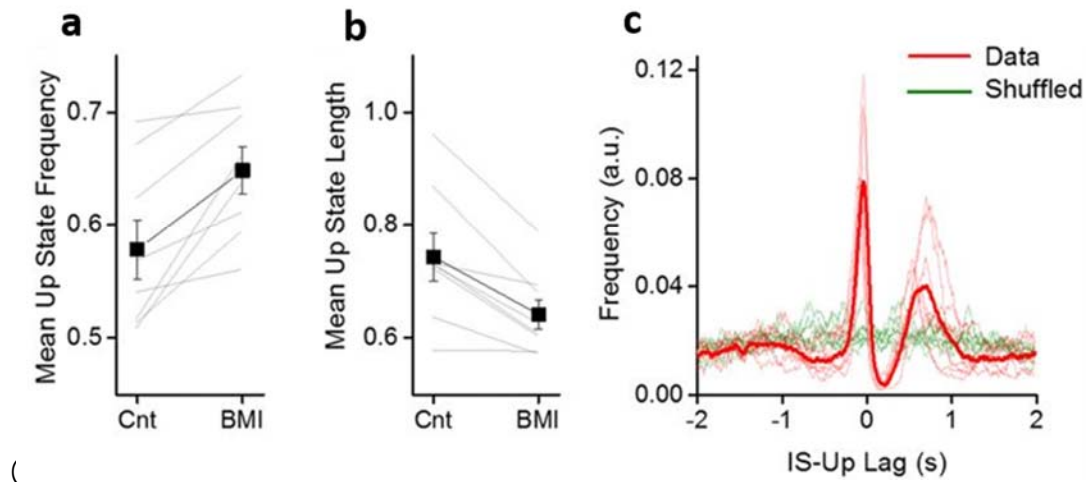 a
Mean Up State Frequency
0.7
0.6
0.5
Cnt
BMI
b
Mean Up State Length
1.0
0.8
0.6
Cnt
BMI
c
Data
Shuffled
Frequency (a.u.)
0.12
0.08
0.04
0.00
-2
-1
0
1
2
IS-Up Lag (s)
(